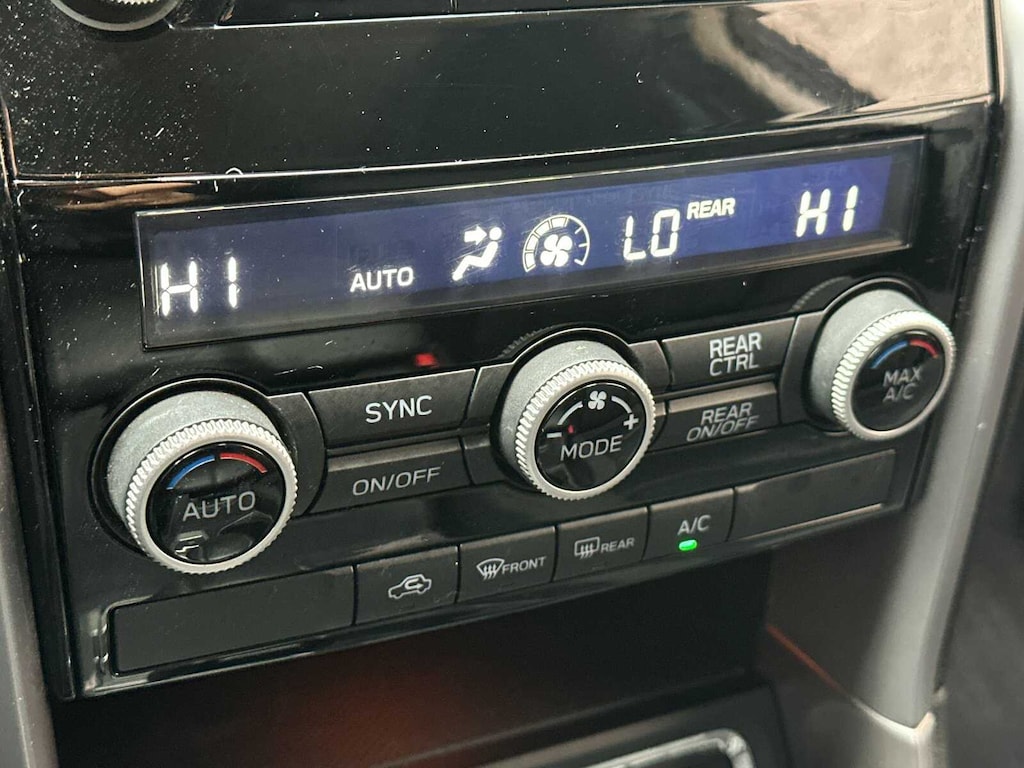 HI AUTO LO REAR HI
SYNC
REAR
CTRL
MAX
A/C
AUTO
ON/OFF
MODE
REAR
ON/OFF
FRONT
REAR
A/C